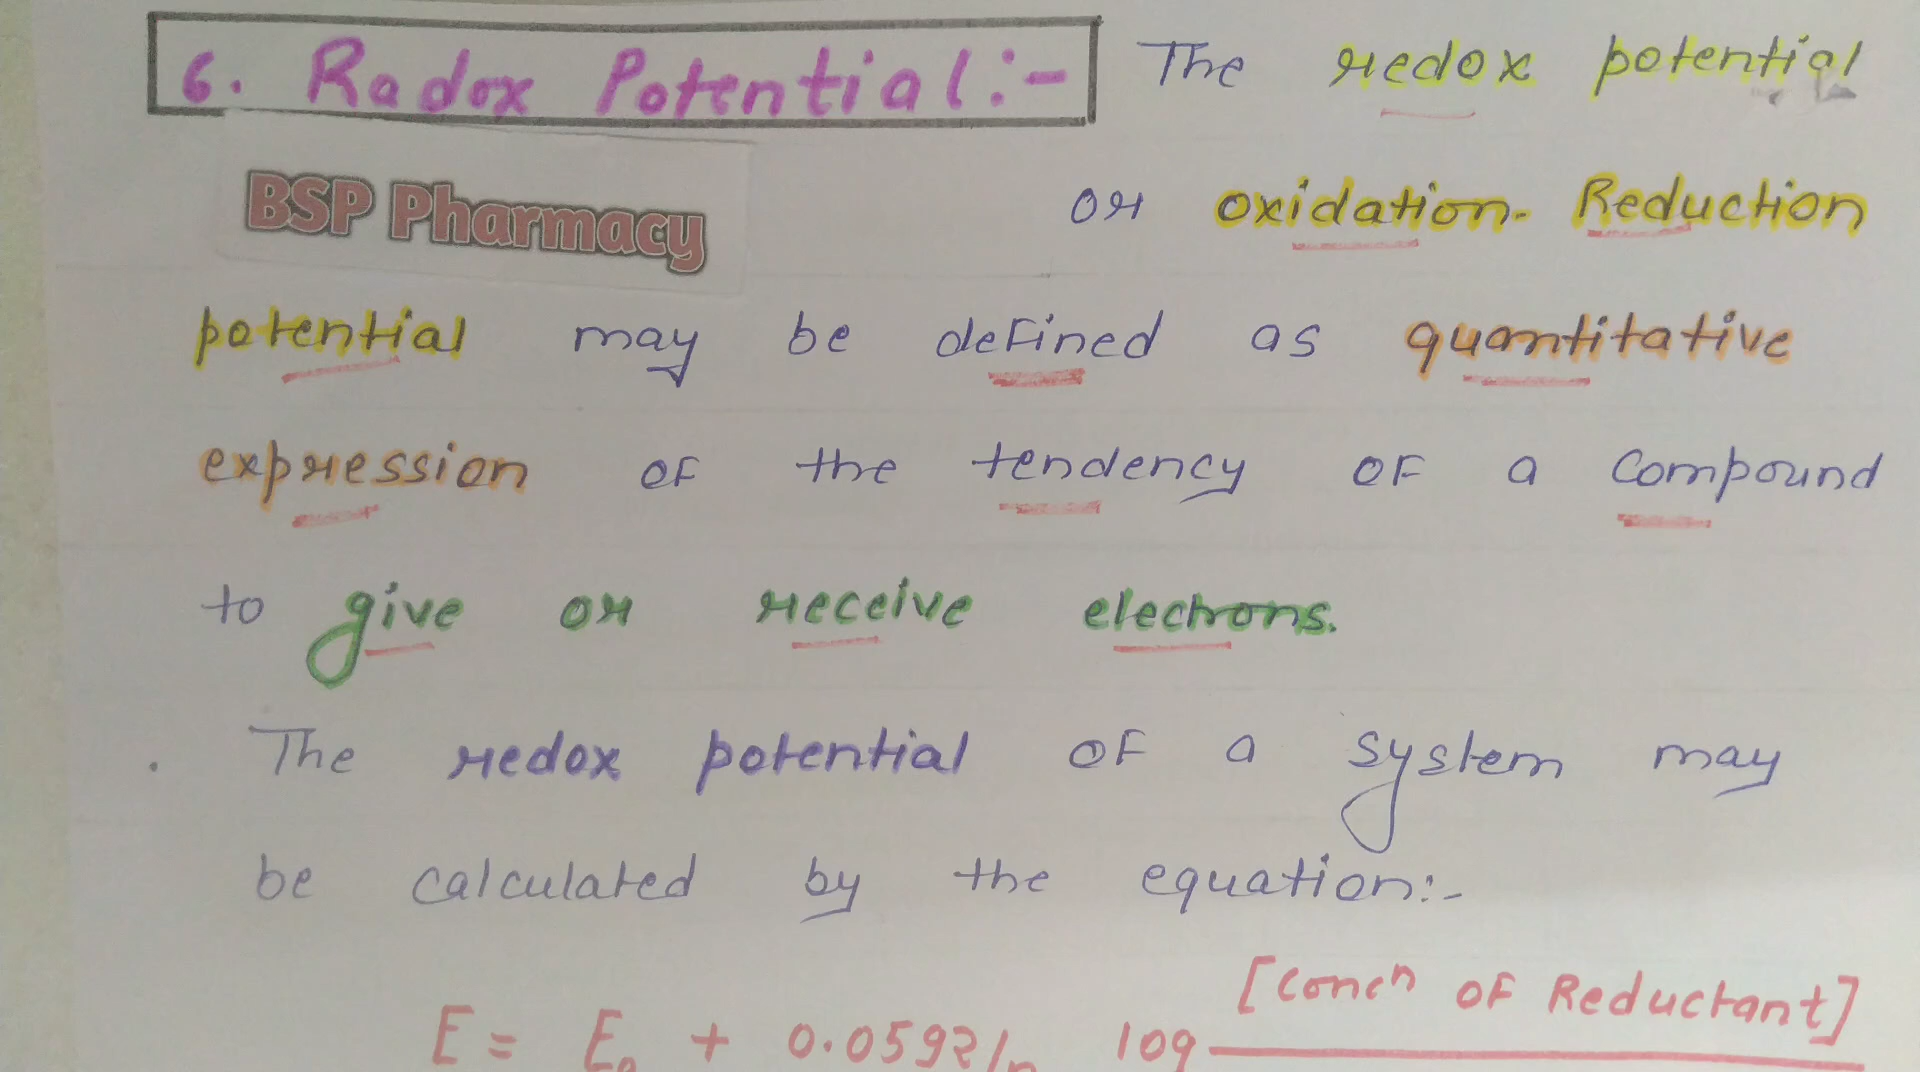 6. Radox Potential:- The redox potential
BSP Pharmacy
or oxidation- Reduction
potential may be defined as quantitative
expression of the tendency of a compound
to give or receive electrons.
. The redox potential of a system may
be calculated by the equation:-
[Concn of Reductant]
E = E0 + 0.0592/n log